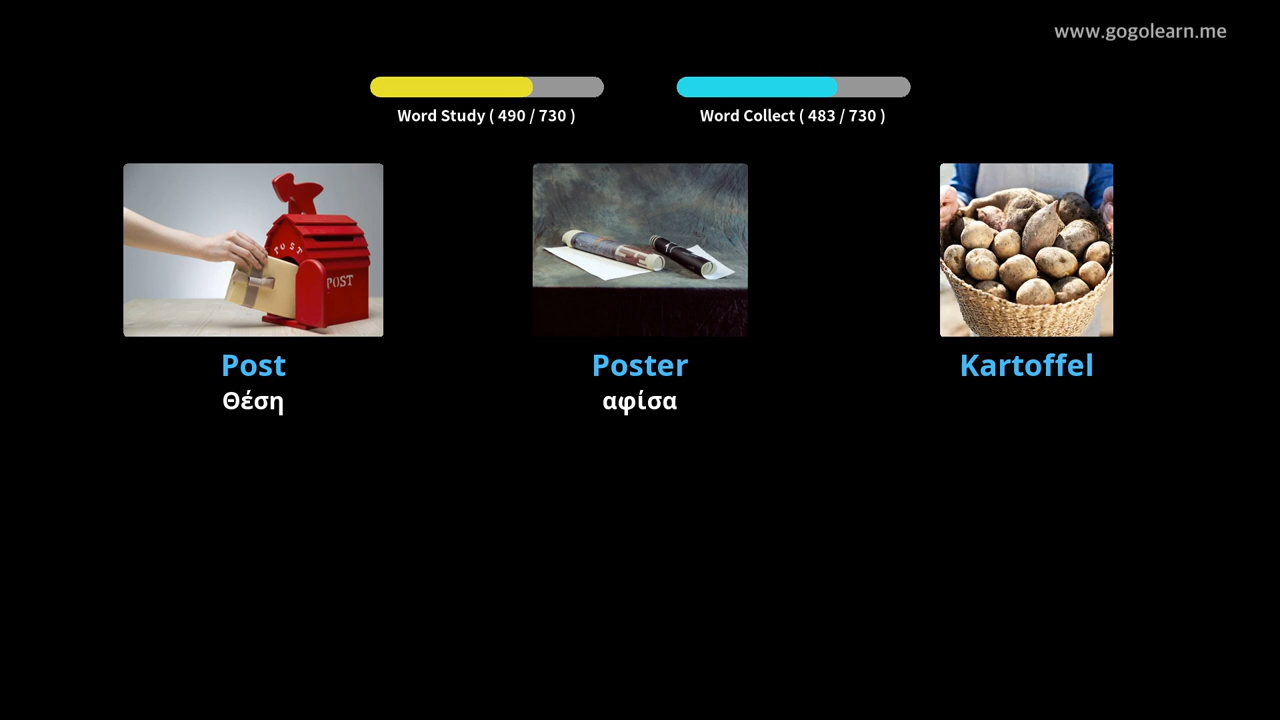 www.gogolearn.me
Word Study ( 490 / 730 )
Word Collect ( 483 / 730 )
POST
POST
Post
Poster
Kartoffel
Θέση
αφίσα